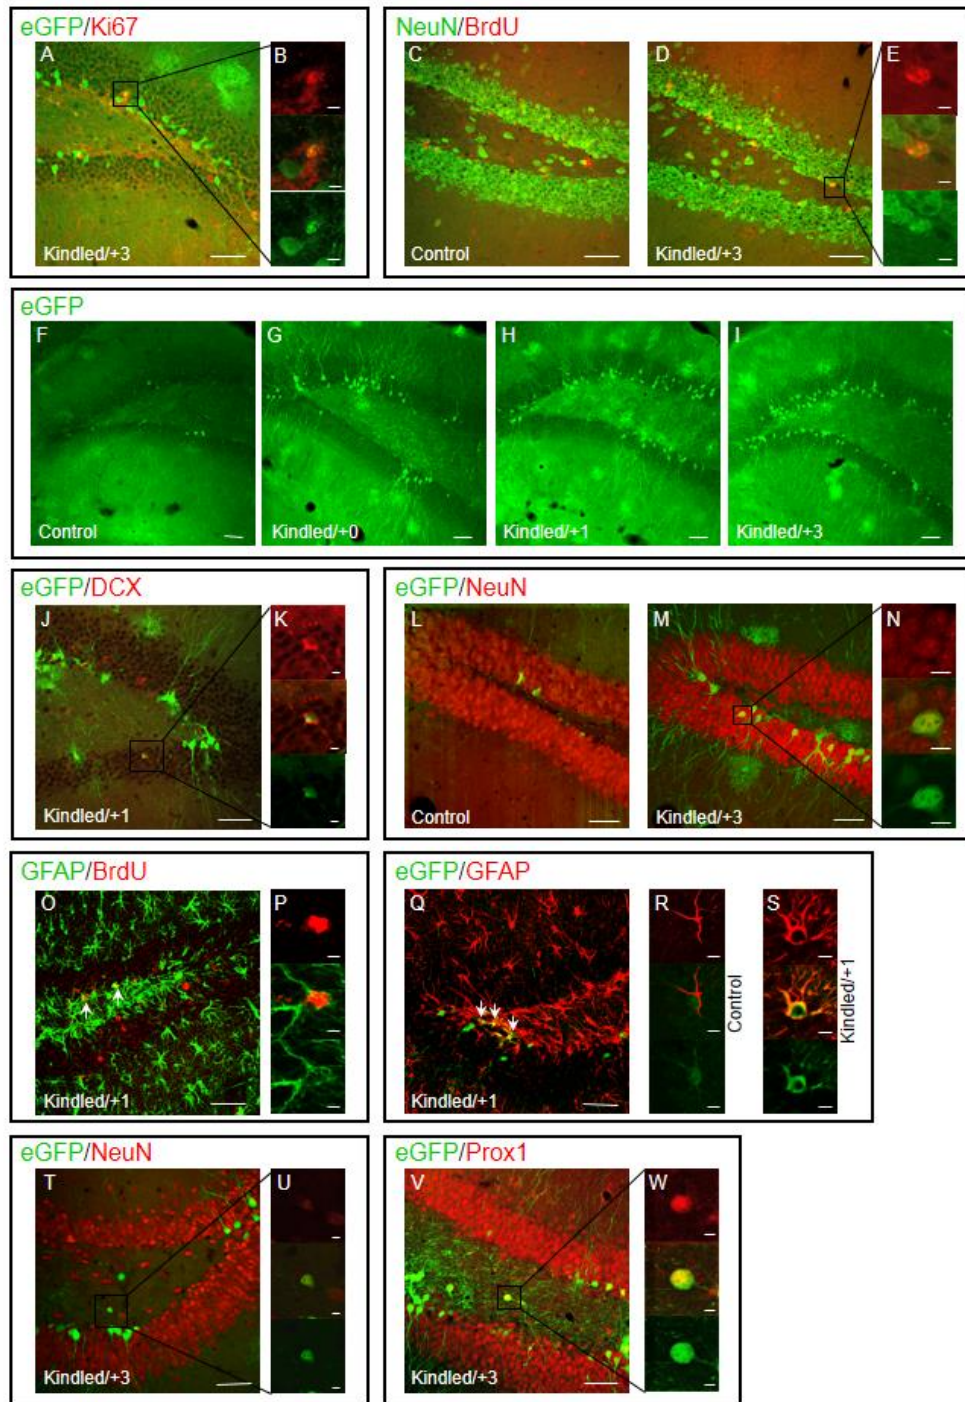 eGFP/Ki67
A
B
Kindled/+3
NeuN/BrdU
C
D
E
Control
Kindled/+3
eGFP
F
G
H
I
Control
Kindled/+0
Kindled/+1
Kindled/+3
eGFP/DCX
J
K
Kindled/+1
eGFP/NeuN
L
M
N
Control
Kindled/+3
GFAP/BrdU
O
P
Kindled/+1
eGFP/GFAP
Q
R
S
Kindled/+1
Control
Kindled/+1
eGFP/NeuN
T
U
Kindled/+3
eGFP/Prox1
V
W
Kindled/+3